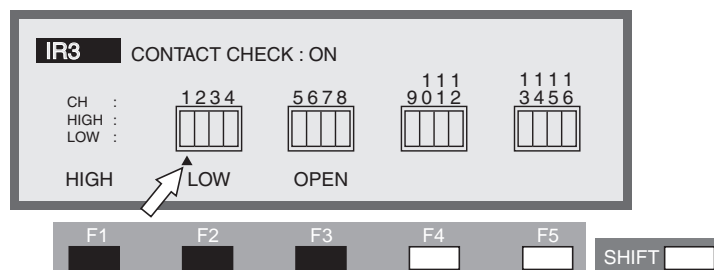 IR3 CONTACT CHECK : ON
111 1111
CH : 1234 5678 9012 3456
HIGH :
LOW :
HIGH LOW OPEN
F1 F2 F3 F4 F5
SHIFT